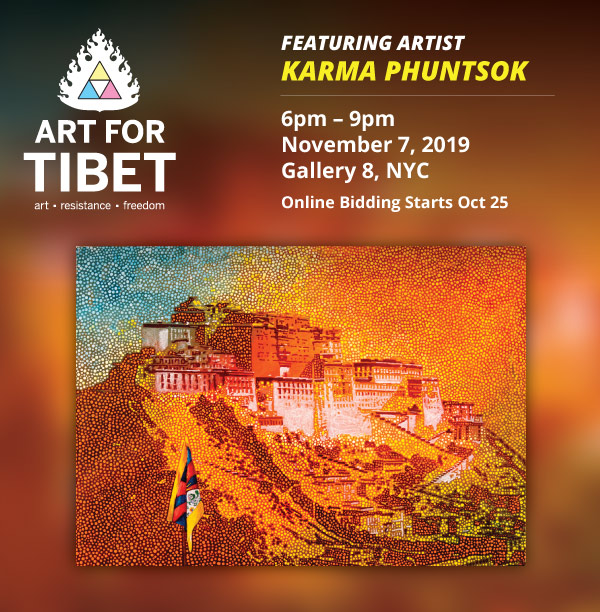 ART FOR
TIBET
art • resistance • freedom
FEATURING ARTIST
KARMA PHUNTSOK
6pm – 9pm
November 7, 2019
Gallery 8, NYC
Online Bidding Starts Oct 25